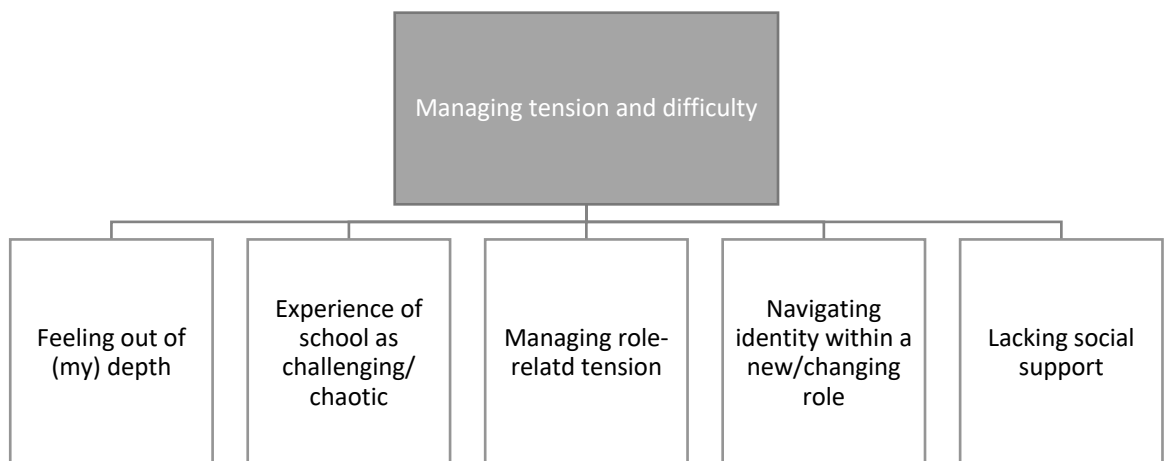 Managing tension and difficulty
Feeling out of
(my) depth
Experience of
school as
challenging/
chaotic
Managing role-
relatd tension
Navigating
identity within a
new/changing
role
Lacking social
support